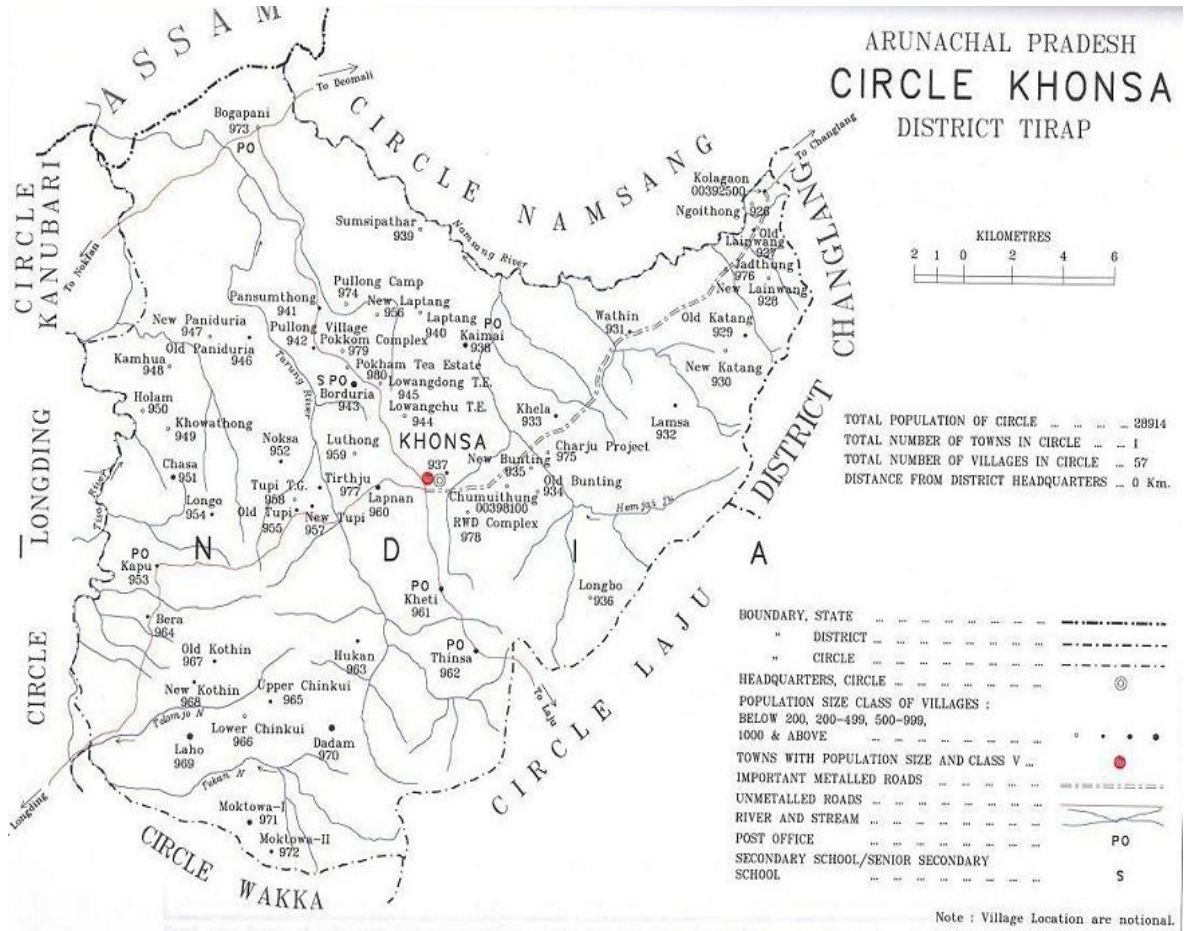 ARUNACHAL PRADESH
CIRCLE KHONSA
DISTRICT TIRAP
ASSAM
To Deomali
Bogapani
973
PO
CIRCLE NAMSANG
To Changlang
Kolagaon
00392500
Ngoithong 926
Old
Lainwang
927
Jadthung
976
New Lainwang
928
CHANGLANG
DISTRICT
CIRCLE
KANUBARI
To Nokfan
Sumsipathar
939
Namsang River
KILOMETRES
2 1 0 2 4 6
Pullong Camp
974
Pansumthong
941
New Laptang
956
Laptang
940
PO
Kaimai
938
Wathin
931
Old Katang
929
New Katang
930
New Paniduria
947
Old Paniduria
946
Pullong Village
942
Pokkom Complex
979
Kamhua
948
Pokham Tea Estate
980
Tarung River
S PO
Borduria
943
Lowangdong T.E.
945
Lowangchu T.E.
944
Holam
950
Khowathong
949
Khela
933
Lamsa
932
TOTAL POPULATION OF CIRCLE ... ... ... ... 28914
TOTAL NUMBER OF TOWNS IN CIRCLE ... ... 1
TOTAL NUMBER OF VILLAGES IN CIRCLE ... 57
DISTANCE FROM DISTRICT HEADQUARTERS ... 0 Km.
Noksa
952
Luthong
959
KHONSA
937
Charju Project
975
New Bunting
935
Old Bunting
934
Chasa
951
Tisa River
Tupi T.G.
968
Tirthju
977
Lapnan
960
Chumuithung
00398100
RWD Complex
978
Longo
954
Old Tupi
955
New Tupi
957
LONGDING
I N D I A
PO
Kapu
953
PO
Kheti
961
Longbo
936
CIRCLE LAJU
Bera
964
PO
Thinsa
962
To Laju
Hukan
963
CIRCLE
Old Kothin
967
New Kothin
968
Upper Chinkui
965
Lower Chinkui
966
Laho
969
Dadam
970
Moktowa-I
971
Moktowa-II
972
Longding
CIRCLE WAKKA
BOUNDARY, STATE ... ... ... ... ...
" DISTRICT ... ... ... ... ...
" CIRCLE ... ... ... ... ...
HEADQUARTERS, CIRCLE ... ... ... ... ...
POPULATION SIZE CLASS OF VILLAGES :
BELOW 200, 200-499, 500-999,
1000 & ABOVE ... ... ... ... ... ...
TOWNS WITH POPULATION SIZE AND CLASS V ...
IMPORTANT METALLED ROADS ... ... ... ...
UNMETALLED ROADS ... ... ... ... ... ...
RIVER AND STREAM ... ... ... ... ... ...
POST OFFICE ... ... ... ... ... ... PO
SECONDARY SCHOOL/SENIOR SECONDARY
SCHOOL ... ... ... ... ... ... S
Note : Village Location are notional.